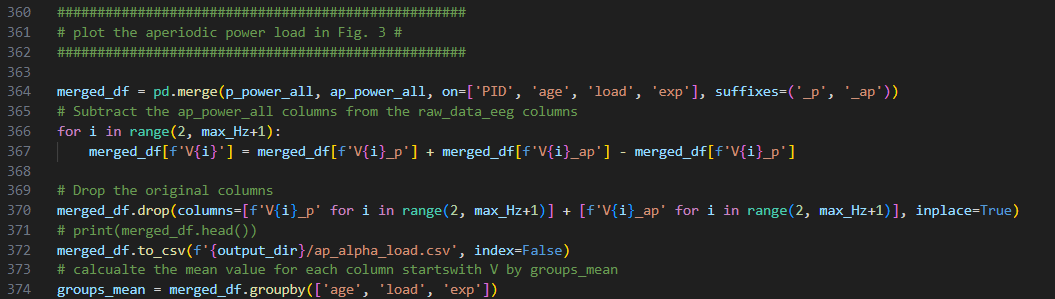 360 ##################################################
361 # plot the aperiodic power load in Fig. 3 #
362 ##################################################
363
364 merged_df = pd.merge(p_power_all, ap_power_all, on=['PID', 'age', 'load', 'exp'], suffixes=('_p', '_ap'))
365 # Subtract the ap_power_all columns from the raw_data_eeg columns
366 for i in range(2, max_Hz+1):
367     merged_df[f'V{i}'] = merged_df[f'V{i}_p'] + merged_df[f'V{i}_ap'] - merged_df[f'V{i}_p']
368
369 # Drop the original columns
370 merged_df.drop(columns=[f'V{i}_p' for i in range(2, max_Hz+1)] + [f'V{i}_ap' for i in range(2, max_Hz+1)], inplace=True)
371 # print(merged_df.head())
372 merged_df.to_csv(f'{output_dir}/ap_alpha_load.csv', index=False)
373 # calcualte the mean value for each column startswith V by groups_mean
374 groups_mean = merged_df.groupby(['age', 'load', 'exp'])